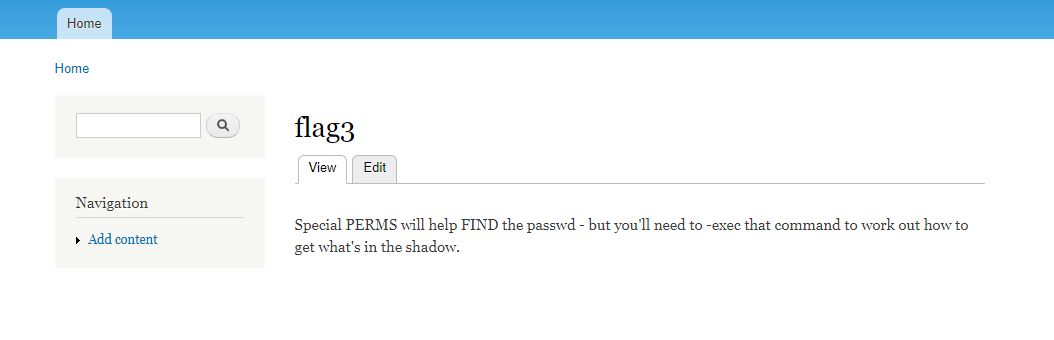 Home
Home
flag3
View Edit
Navigation
Add content
Special PERMS will help FIND the passwd - but you'll need to -exec that command to work out how to
get what's in the shadow.